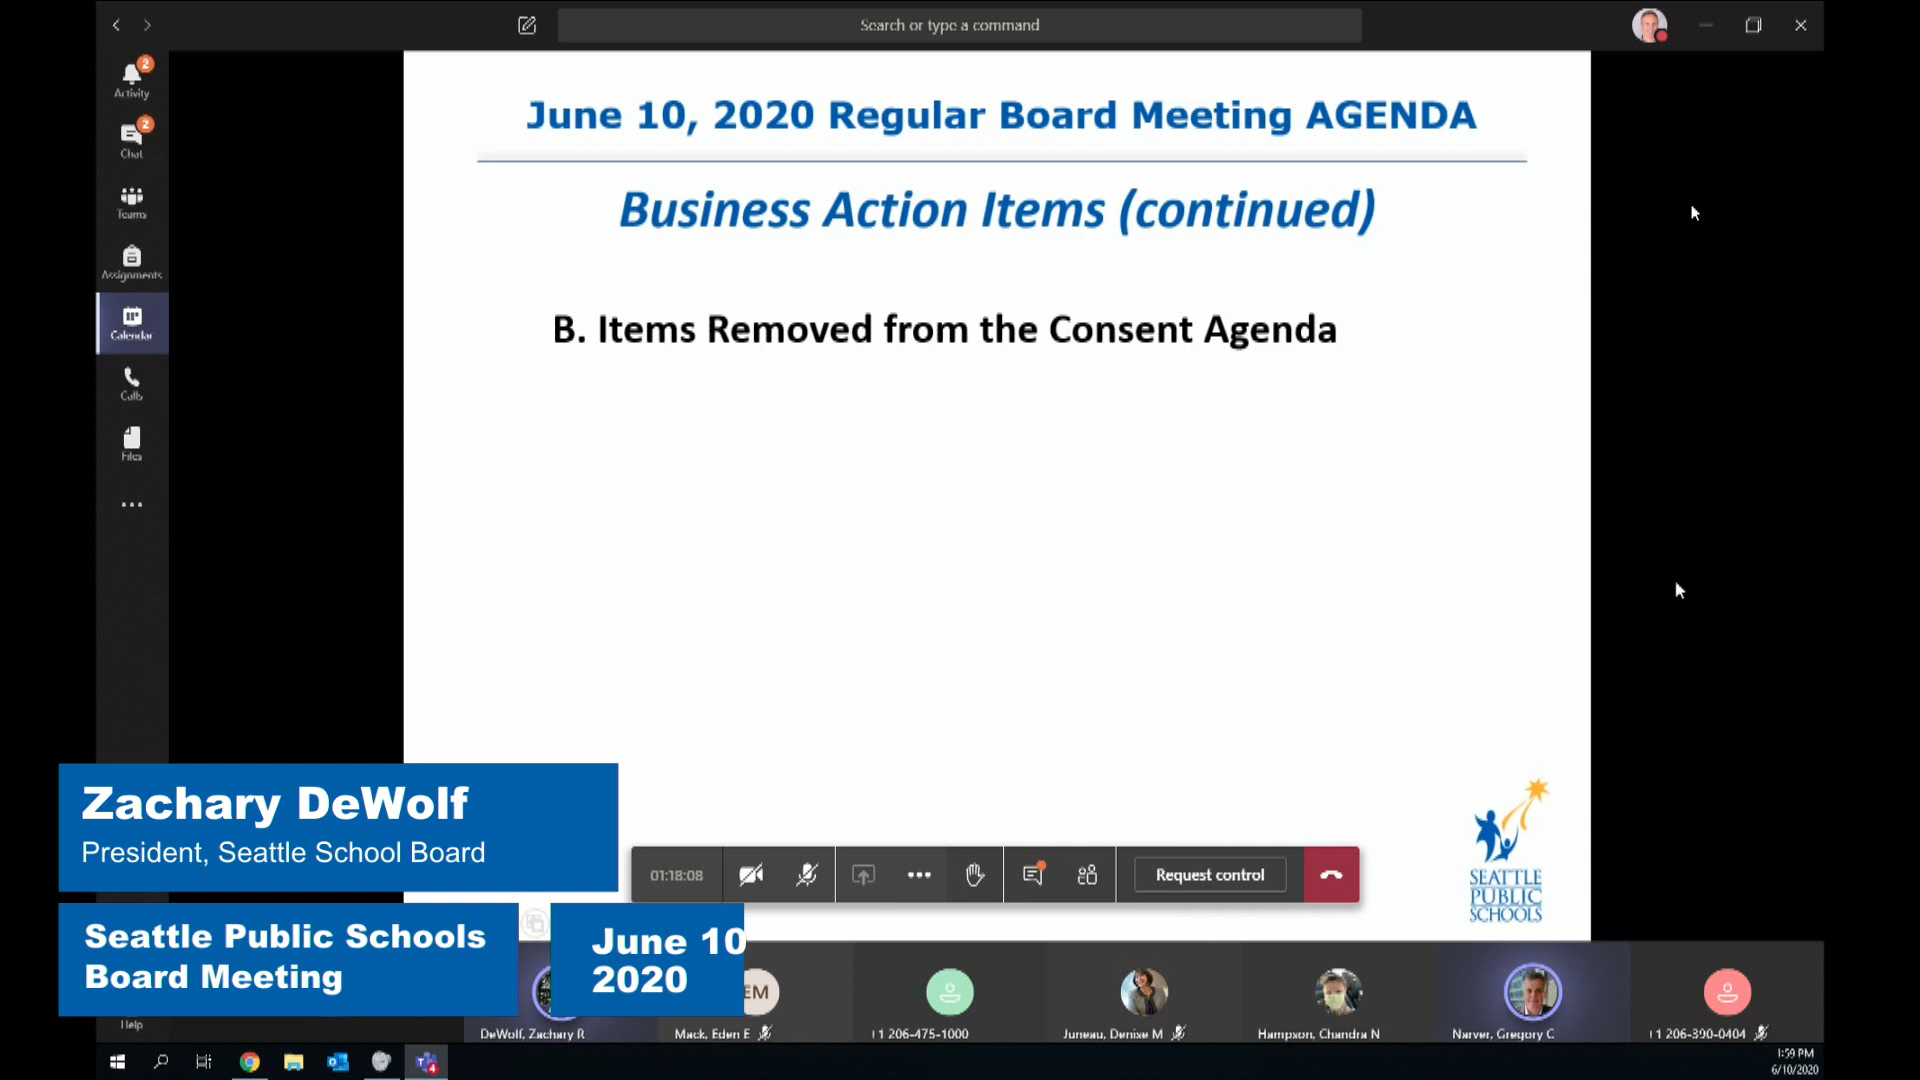 Search or type a command
2
Activity
2
Chat
Teams
Assignments
Calendar
Calls
Files
Help
June 10, 2020 Regular Board Meeting AGENDA
Business Action Items (continued)
B. Items Removed from the Consent Agenda
SEATTLE
PUBLIC
SCHOOLS
Zachary DeWolf
President, Seattle School Board
Seattle Public Schools
Board Meeting
June 10
2020
01:18:08
Request control
EM
DeWolf, Zachary R
Mack, Eden E
+1 206-475-1000
Juneau, Denise M
Hampson, Chandra N
Narver, Gregory C
+1 206-390-0404
4
1:59 PM
6/10/2020